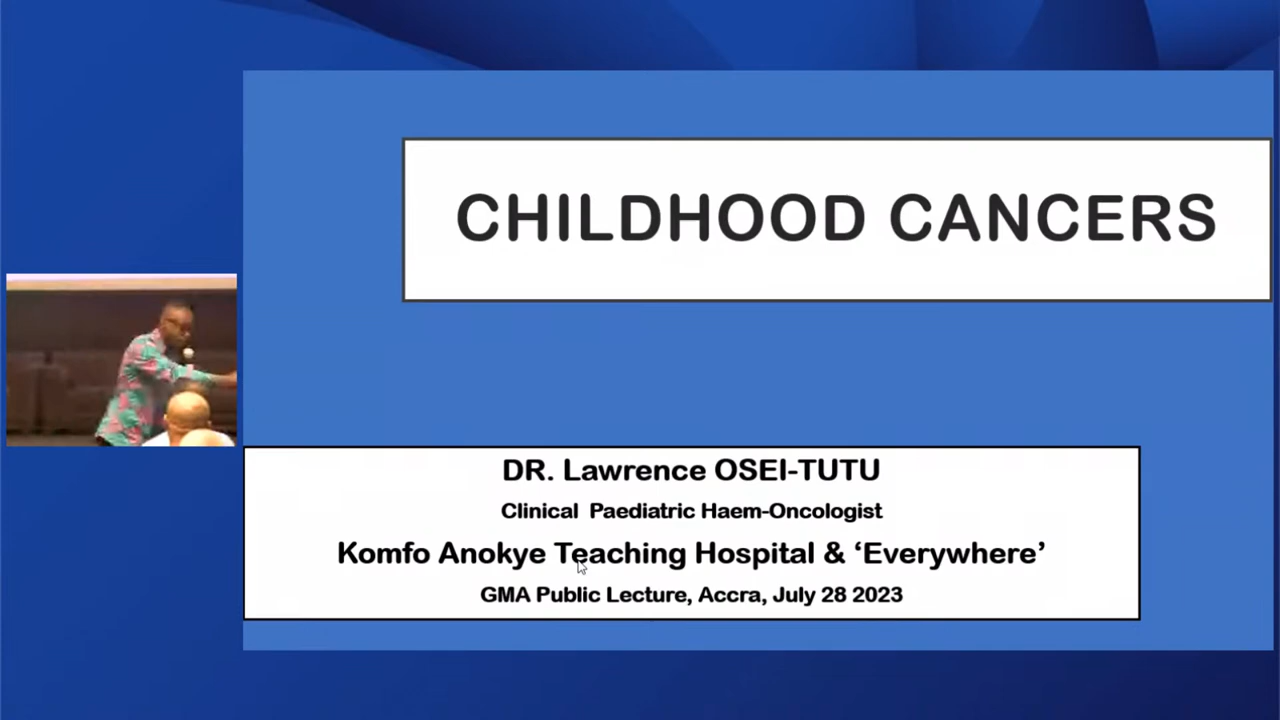 CHILDHOOD CANCERS
DR. Lawrence OSEI-TUTU
Clinical Paediatric Haem-Oncologist
Komfo Anokye Teaching Hospital & ‘Everywhere’
GMA Public Lecture, Accra, July 28 2023